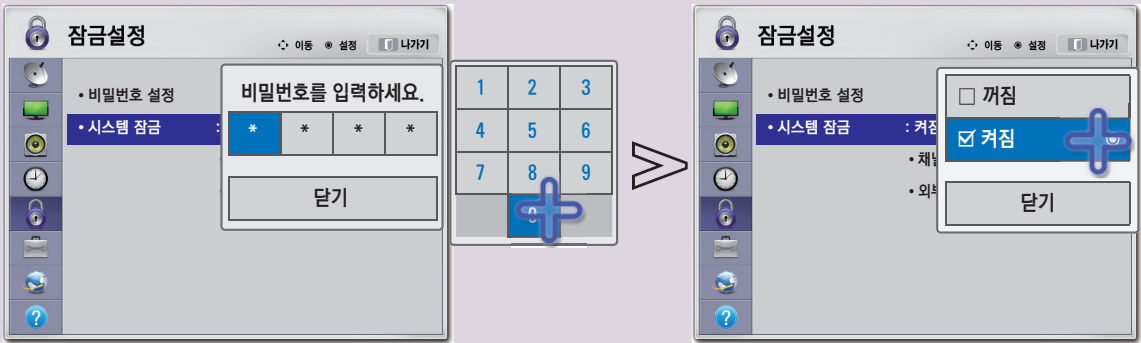 잠금설정
이동 설정 나가기
• 비밀번호 설정
• 시스템 잠금 :
비밀번호를 입력하세요.
* * * *
닫기
1 2 3
4 5 6
7 8 9
0
>
잠금설정
이동 설정 나가기
• 비밀번호 설정
• 시스템 잠금 : 켜짐
• 채널
• 외부
꺼짐
켜짐
닫기
?
?